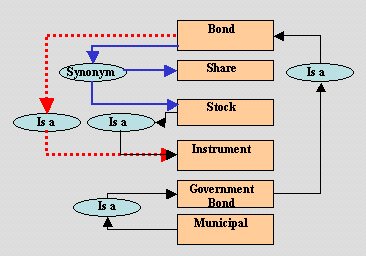 Bond
Synonym
Share
Is a
Stock
Is a
Is a
Instrument
Government
Bond
Is a
Municipal